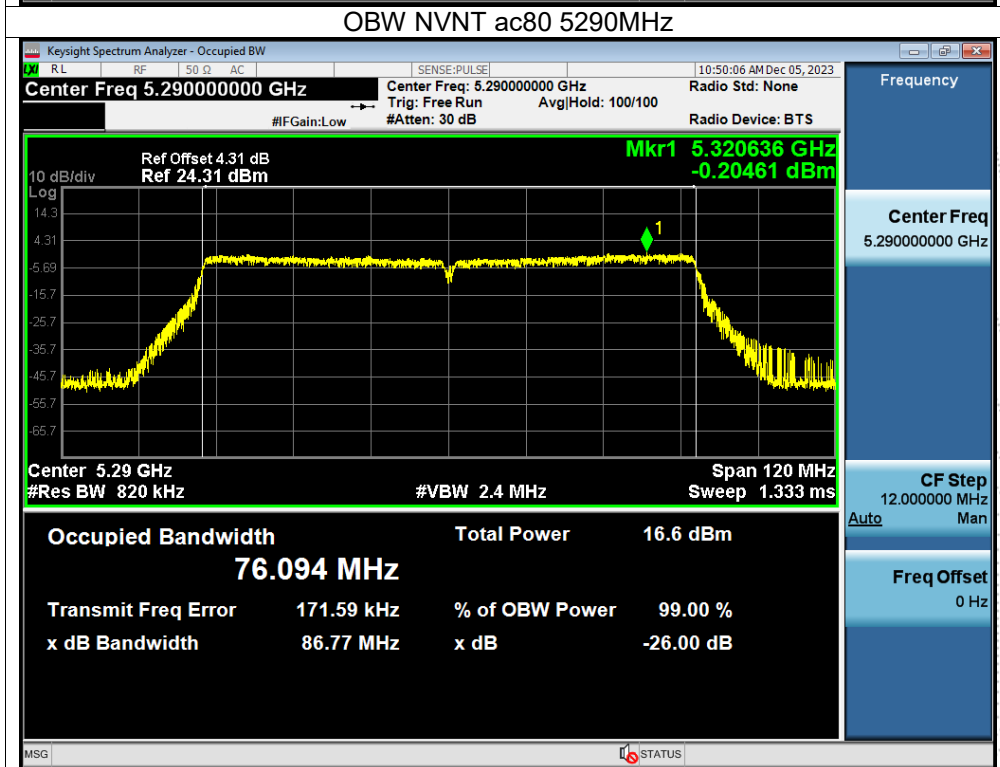 OBW NVNT ac80 5290MHz
Keysight Spectrum Analyzer - Occupied BW
LXI RL RF 50 Ω AC SENSE:PULSE 10:50:06 AM Dec 05, 2023
Center Freq 5.290000000 GHz Center Freq: 5.290000000 GHz Radio Std: None
Trig: Free Run Avg|Hold: 100/100
#IFGain:Low #Atten: 30 dB Radio Device: BTS
Frequency
Ref Offset 4.31 dB Mkr1 5.320636 GHz
10 dB/div Ref 24.31 dBm -0.20461 dBm
Log
14.3
4.31
-5.69
-15.7
-25.7
-35.7
-45.7
-55.7
-65.7
1
Center 5.29 GHz Span 120 MHz
#Res BW 820 kHz #VBW 2.4 MHz Sweep 1.333 ms
Center Freq
5.290000000 GHz
CF Step
12.000000 MHz
Auto Man
Freq Offset
0 Hz
Occupied Bandwidth Total Power 16.6 dBm
76.094 MHz
Transmit Freq Error 171.59 kHz % of OBW Power 99.00 %
x dB Bandwidth 86.77 MHz x dB -26.00 dB
MSG STATUS